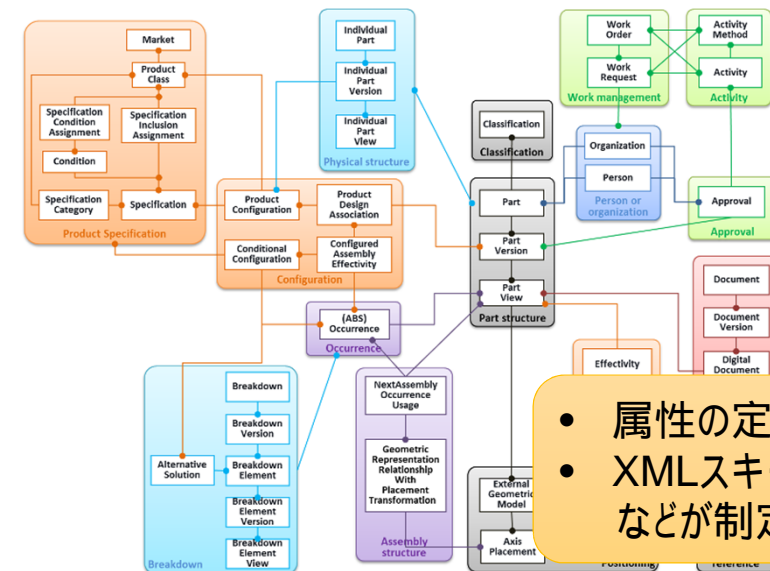 Market
Product
Class
Specification
Condition
Assignment
Specification
Inclusion
Assignment
Condition
Specification
Category
Specification
Product Specification
Individual
Part
Individual
Part
Version
Individual
Part
View
Physical structure
Product
Configuration
Product
Design
Association
Conditional
Configuration
Configured
Assembly
Effectivity
Configuration
(ABS)
Occurrence
Occurrence
Breakdown
Breakdown
Version
Alternative
Solution
Breakdown
Element
Breakdown
Element
Version
Breakdown
Element
View
Breakdown
NextAssembly
Occurrence
Usage
Geometric
Representation
Relationship
With
Placement
Transformation
Assembly
structure
Classification
Classification
Part
Part
Version
Part
View
Part structure
External
Geometric
Model
Axis
Placement
Positioning
Work
Order
Work
Request
Work management
Activity
Method
Activity
Activity
Organization
Person
Person or
organization
Approval
Approval
Document
Document
Version
Digital
Document
Effectivity
reference
• 属性の定
• XMLスキ
などが制定